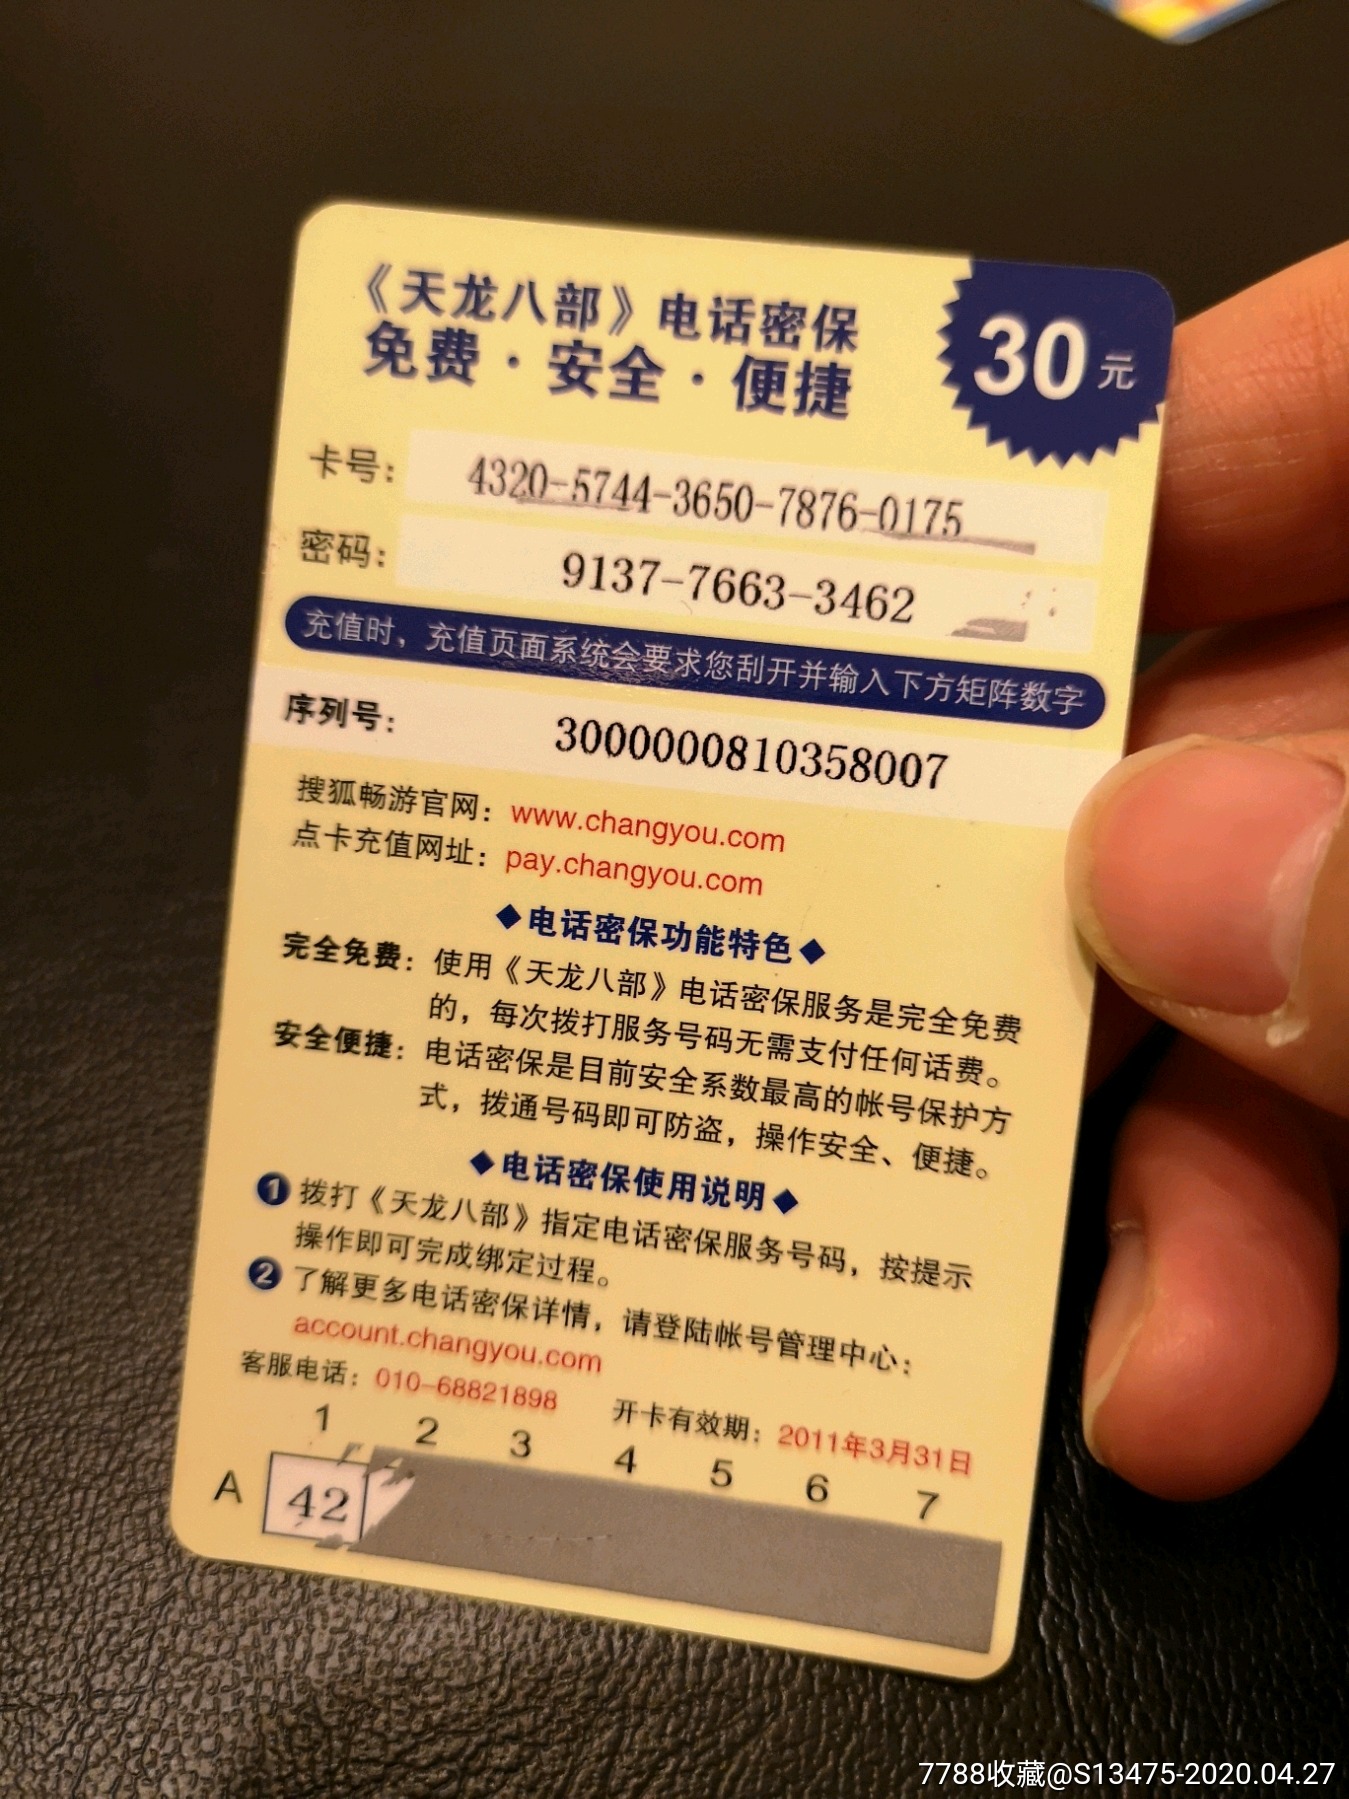 《天龙八部》电话密保
免费·安全·便捷
30元
卡号: 4320-5744-3650-7876-0175
密码: 9137-7663-3462
充值时，充值页面系统会要求您刮开并输入下方矩阵数字
序列号: 3000000810358007
搜狐畅游官网: www.changyou.com
点卡充值网址: pay.changyou.com
◆电话密保功能特色◆
完全免费: 使用《天龙八部》电话密保服务是完全免费
的，每次拨打服务号码无需支付任何话费。
安全便捷: 电话密保是目前安全系数最高的帐号保护方
式，拨通号码即可防盗，操作安全、便捷。
◆电话密保使用说明◆
1 拨打《天龙八部》指定电话密保服务号码，按提示
操作即可完成绑定过程。
2 了解更多电话密保详情，请登陆帐号管理中心:
account.changyou.com
客服电话: 010-68821898 开卡有效期: 2011年3月31日
1 2 3 4 5 6 7
A 42
7788收藏@S13475-2020.04.27